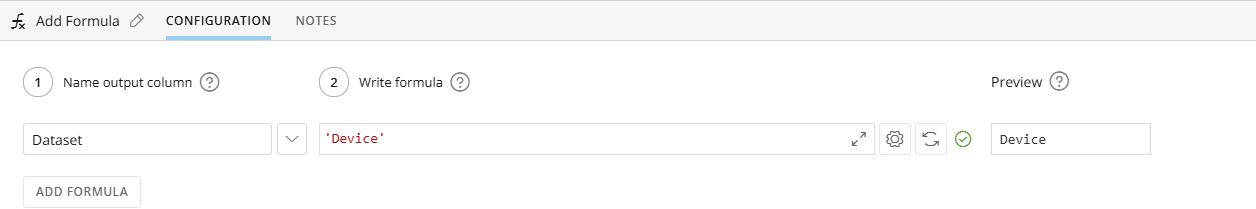 Add Formula CONFIGURATION NOTES
1 Name output column ? 2 Write formula ? Preview ?
Dataset 'Device' Device
ADD FORMULA